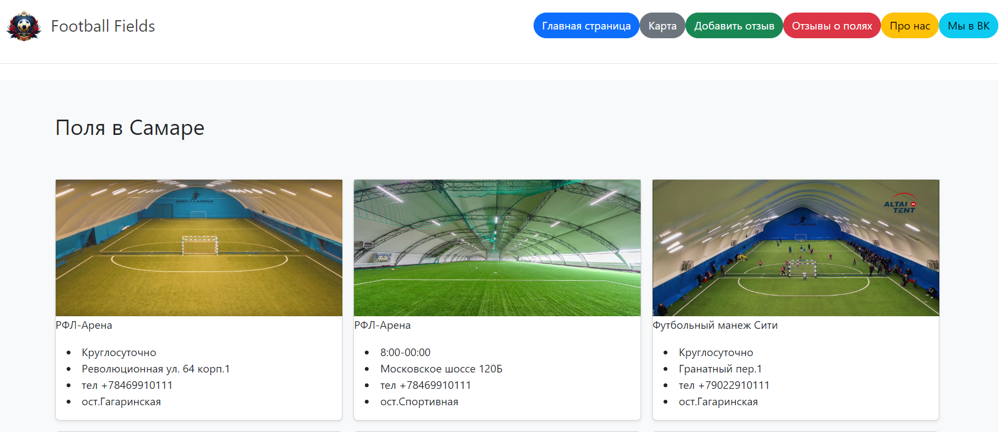 Football Fields
Главная страница
Карта
Добавить отзыв
Отзывы о полях
Про нас
Мы в ВК
Поля в Самаре
РФЛ АРЕНА
ALTAI
TENT
РФЛ-Арена
Круглосуточно
Революционная ул. 64 корп.1
тел +78469910111
ост.Гагаринская
РФЛ-Арена
8:00-00:00
Московское шоссе 120Б
тел +78469910111
ост.Спортивная
Футбольный манеж Сити
Круглосуточно
Гранатный пер.1
тел +79022910111
ост.Гагаринская